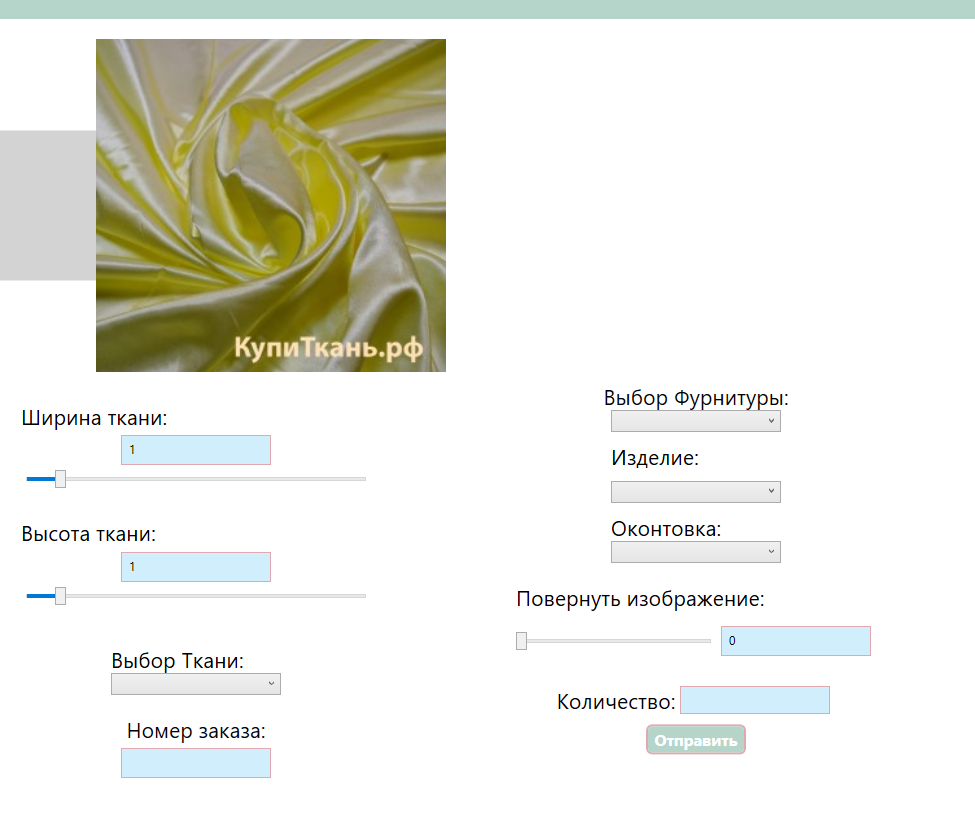 КупиТкань.рф
Ширина ткани:
1
Высота ткани:
1
Выбор Ткани:
Номер заказа:
Выбор Фурнитуры:
Изделие:
Оконтовка:
Повернуть изображение:
0
Количество:
Отправить